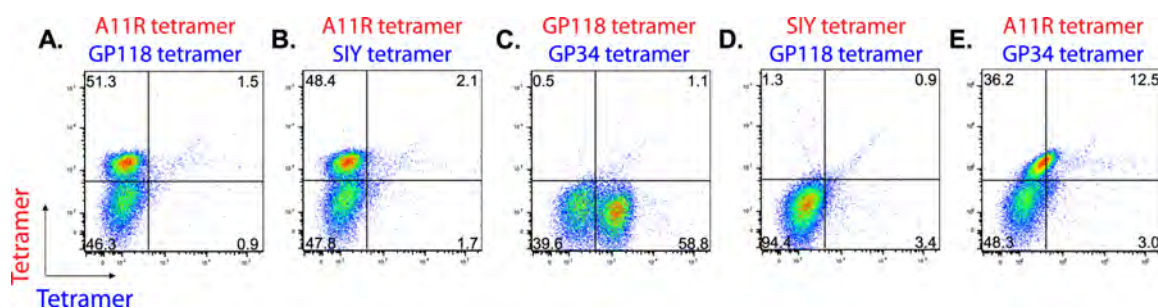 A. A11R tetramer
GP118 tetramer
51.3 1.5
46.3 0.9
B. A11R tetramer
SIY tetramer
48.4 2.1
47.8 1.7
C. GP118 tetramer
GP34 tetramer
0.5 1.1
39.6 58.8
D. SIY tetramer
GP118 tetramer
1.3 0.9
94.4 3.4
E. A11R tetramer
GP34 tetramer
36.2 12.5
48.3 3.0
Tetramer
Tetramer